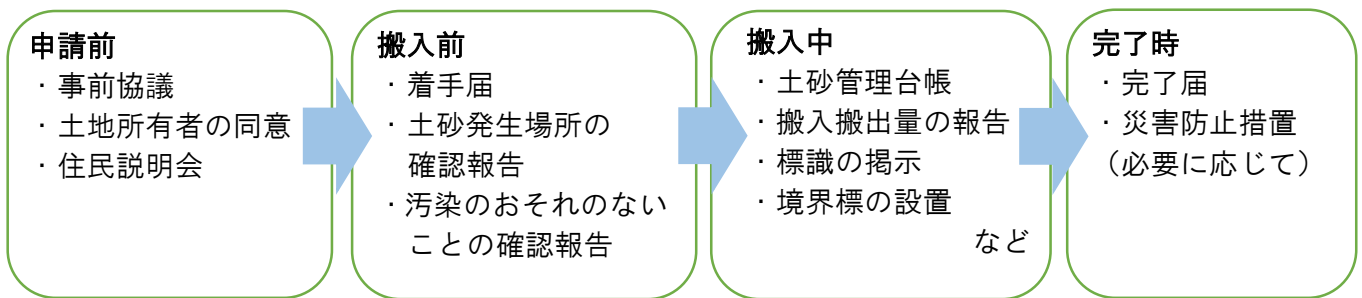 申請前
・事前協議
・土地所有者の同意
・住民説明会
搬入前
・着手届
・土砂発生場所の
確認報告
・汚染のおそれのない
ことの確認報告
搬入中
・土砂管理台帳
・搬入搬出量の報告
・標識の掲示
・境界標の設置
など
完了時
・完了届
・災害防止措置
（必要に応じて）